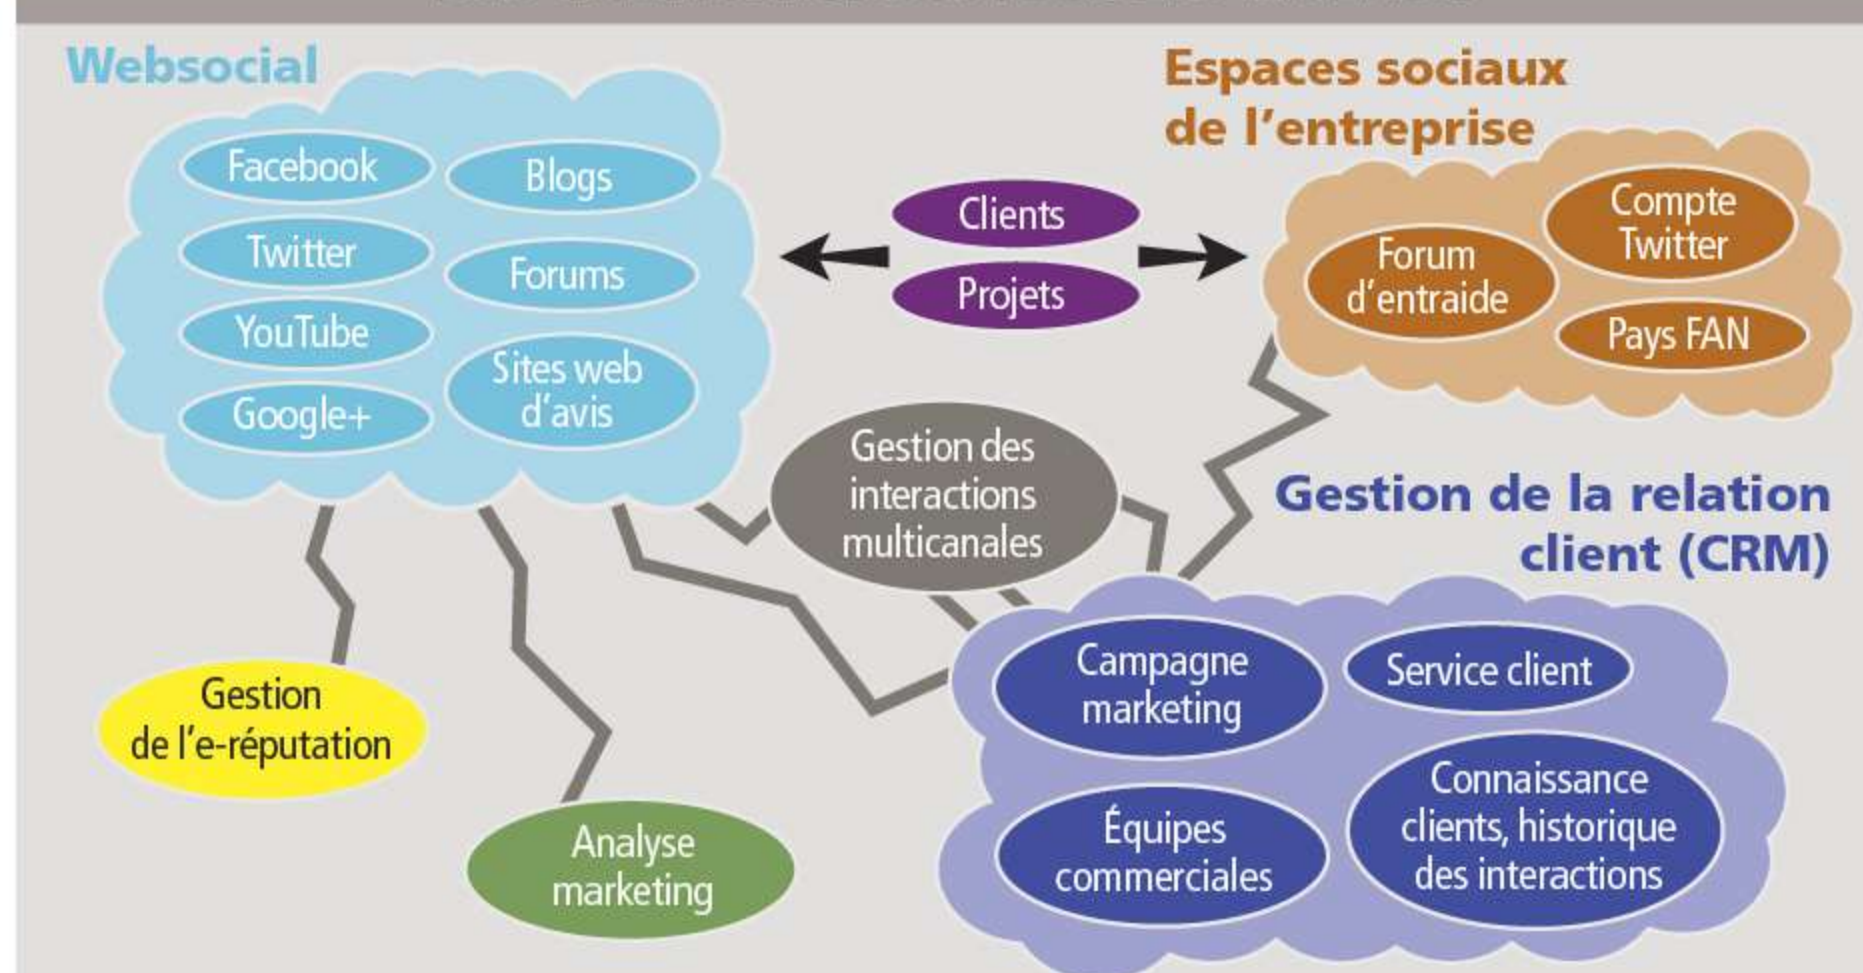 Websocial
Facebook
Twitter
YouTube
Google+
Blogs
Forums
Sites web
d'avis
Clients
Projets
Espaces sociaux
de l'entreprise
Forum
d'entraide
Compte
Twitter
Pays FAN
Gestion des
interactions
multicanales
Gestion de la relation
client (CRM)
Campagne
marketing
Service client
Équipes
commerciales
Connaissance
clients, historique
des interactions
Gestion
de l'e-réputation
Analyse
marketing